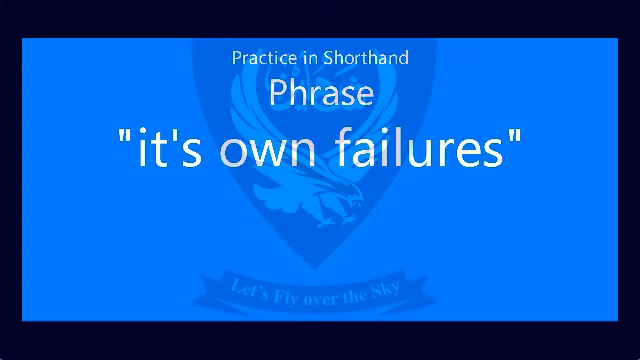 Practice in Shorthand
Phrase
"it's own failures"
Let's Fly over the Sky